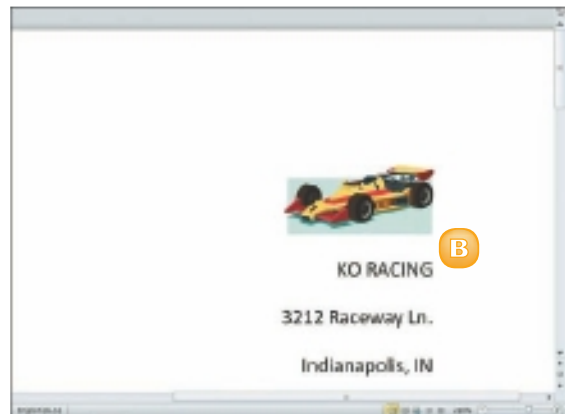 B
KO RACING
3212 Raceway Ln.
Indianapolis, IN